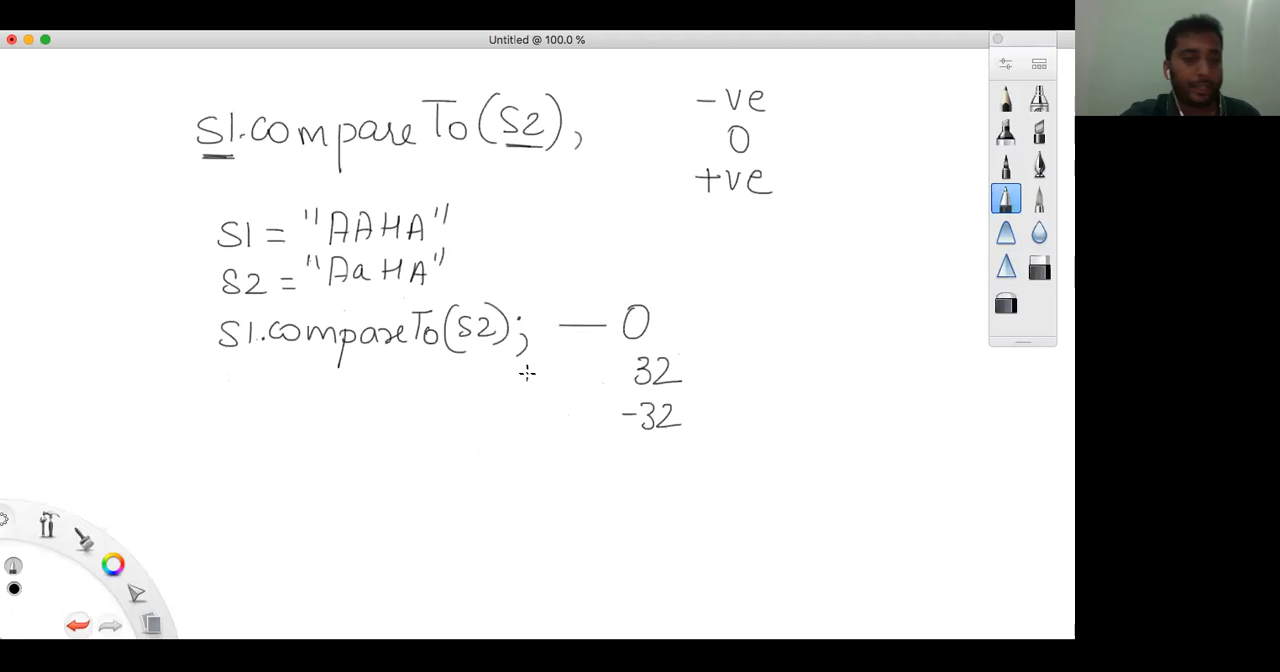 Untitled @ 100.0 %
S1.compareTo(S2),
-ve
0
+ve
S1 = "AAHA"
S2 = "AaHA"
S1.compareTo(S2); — 0
32
-32